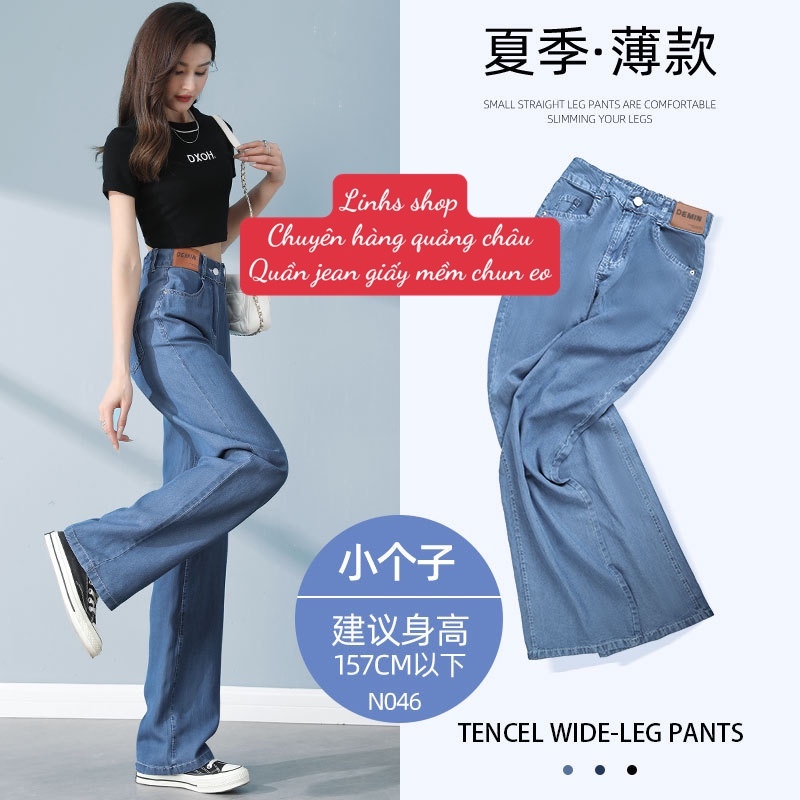 夏季·薄款
SMALL STRAIGHT LEG PANTS ARE COMFORTABLE
SLIMMING YOUR LEGS
DXOH.
Linhs shop
Chuyên hàng quảng châu
Quần jean giấy mềm chun eo
DEMIN
DEMIN
小个子
建议身高
157CM以下
N046
TENCEL WIDE-LEG PANTS